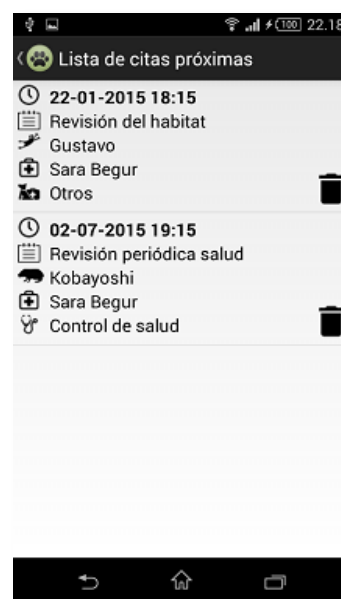 100 22.18
Lista de citas próximas
22-01-2015 18:15
Revisión del habitat
Gustavo
Sara Begur
Otros
02-07-2015 19:15
Revisión periódica salud
Kobayoshi
Sara Begur
Control de salud